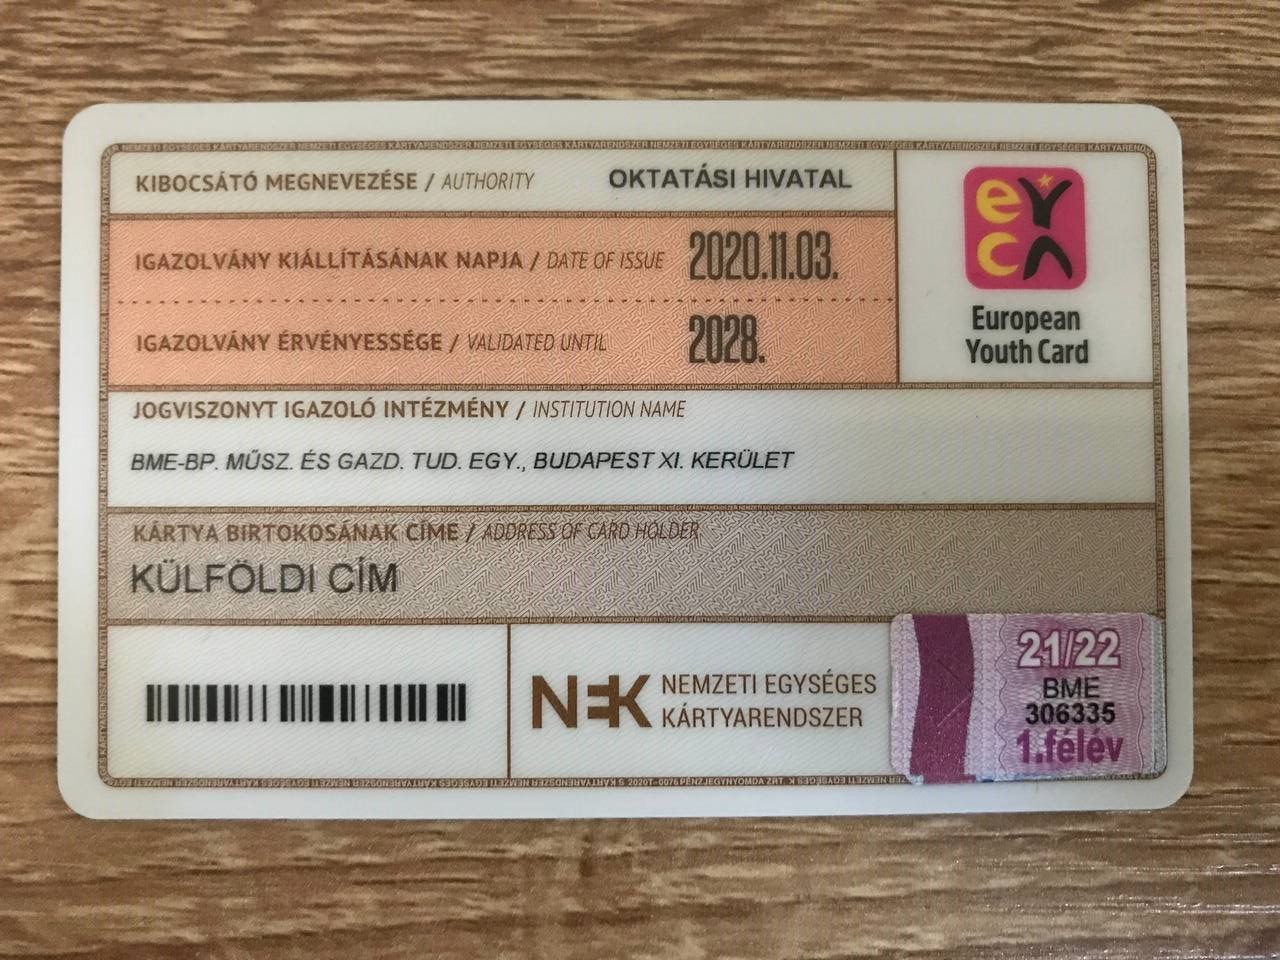 KIBOCSÁTÓ MEGNEVEZÉSE / AUTHORITY OKTATÁSI HIVATAL
IGAZOLVÁNY KIÁLLÍTÁSÁNAK NAPJA / DATE OF ISSUE 2020.11.03.
IGAZOLVÁNY ÉRVÉNYESSÉGE / VALIDATED UNTIL 2028.
eyca
European
Youth Card
JOGVISZONYT IGAZOLÓ INTÉZMÉNY / INSTITUTION NAME
BME-BP. MŰSZ. ÉS GAZD. TUD. EGY., BUDAPEST XI. KERÜLET
KÁRTYA BIRTOKOSÁNAK CÍME / ADDRESS OF CARD HOLDER
KÜLFÖLDI CÍM
NEK NEMZETI EGYSÉGES
KÁRTYARENDSZER
21/22
BME
306335
1.félév